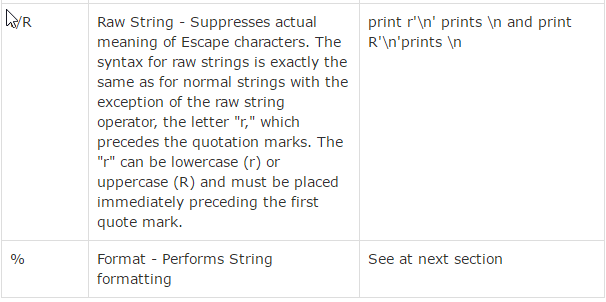 /R
Raw String - Suppresses actual
meaning of Escape characters. The
syntax for raw strings is exactly the
same as for normal strings with the
exception of the raw string
operator, the letter "r," which
precedes the quotation marks. The
"r" can be lowercase (r) or
uppercase (R) and must be placed
immediately preceding the first
quote mark.
print r'\n' prints \n and print
R'\n'prints \n
%
Format - Performs String
formatting
See at next section